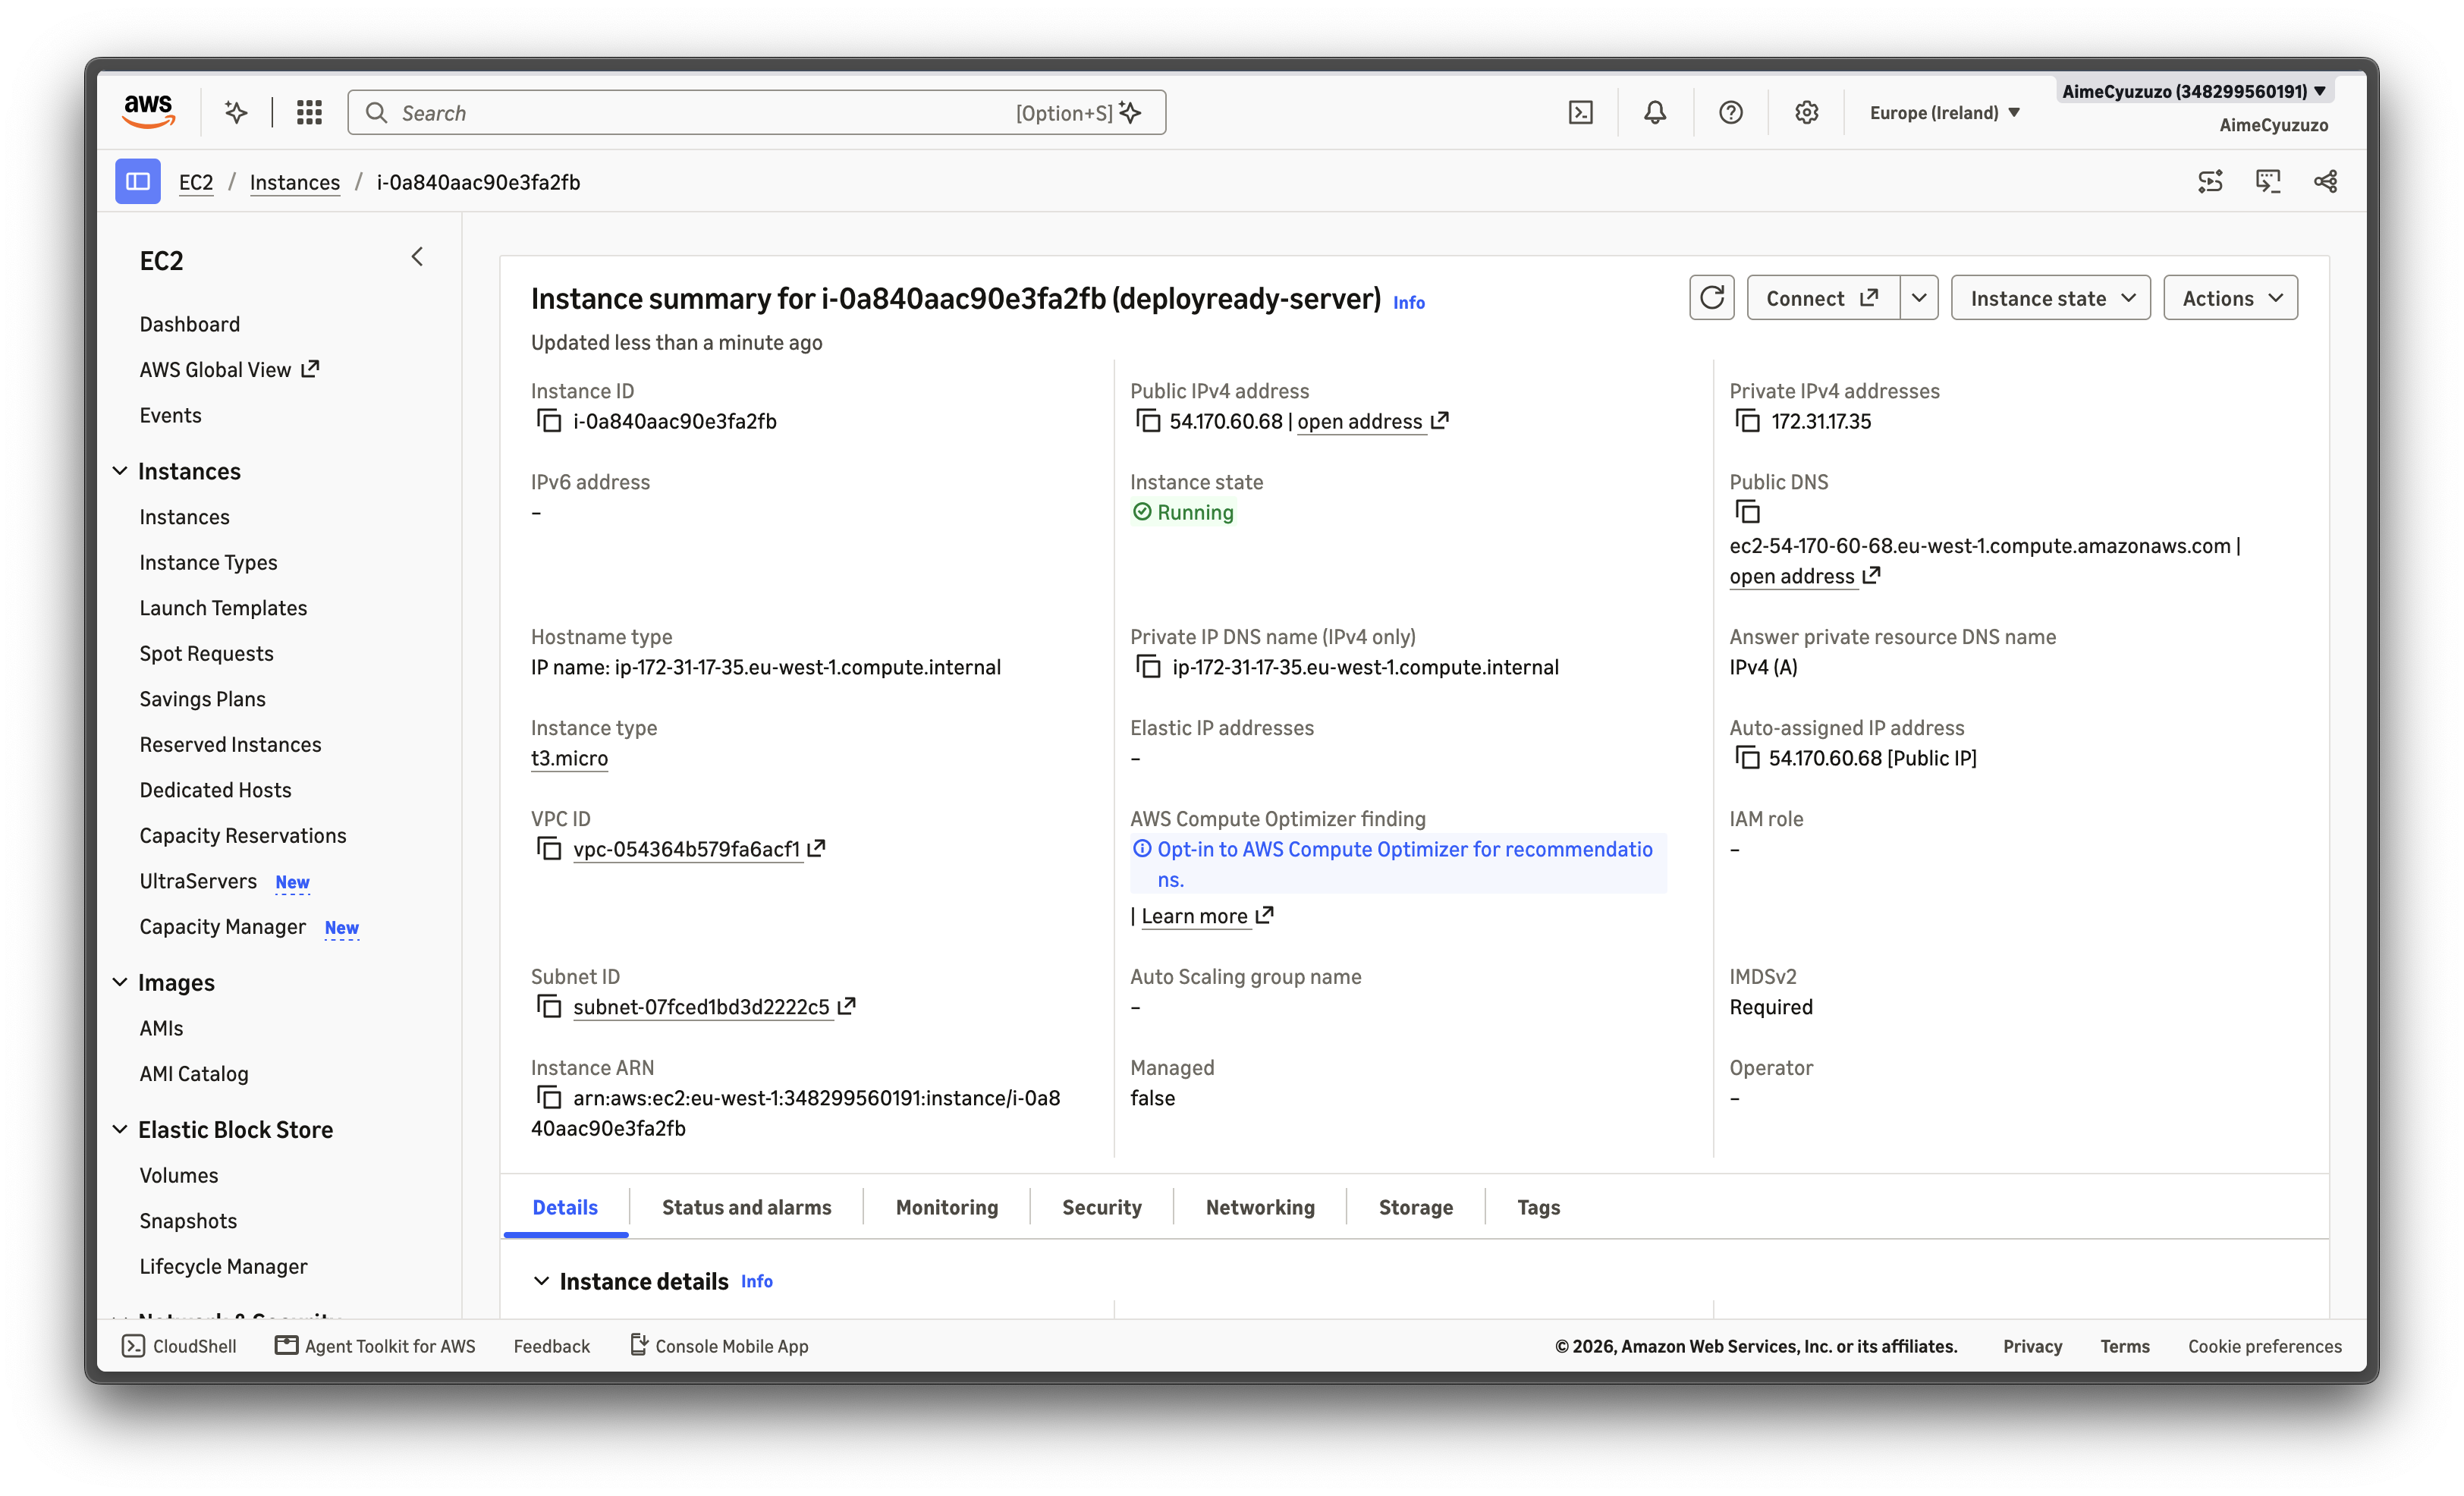 aws
Search
[Option+S]
Europe (Ireland)
AimeCyuzuzo (348299560191)
AimeCyuzuzo
EC2 / Instances / i-0a840aac90e3fa2fb
EC2
Dashboard
AWS Global View
Events
Instances
Instances
Instance Types
Launch Templates
Spot Requests
Savings Plans
Reserved Instances
Dedicated Hosts
Capacity Reservations
UltraServers New
Capacity Manager New
Images
AMIs
AMI Catalog
Elastic Block Store
Volumes
Snapshots
Lifecycle Manager
Network & Security
Instance summary for i-0a840aac90e3fa2fb (deployready-server) Info
Updated less than a minute ago
Connect
Instance state
Actions
Instance ID
i-0a840aac90e3fa2fb
Public IPv4 address
54.170.60.68 | open address
Private IPv4 addresses
172.31.17.35
IPv6 address
–
Instance state
Running
Public DNS
ec2-54-170-60-68.eu-west-1.compute.amazonaws.com |
open address
Hostname type
IP name: ip-172-31-17-35.eu-west-1.compute.internal
Private IP DNS name (IPv4 only)
ip-172-31-17-35.eu-west-1.compute.internal
Answer private resource DNS name
IPv4 (A)
Instance type
t3.micro
Elastic IP addresses
–
Auto-assigned IP address
54.170.60.68 [Public IP]
VPC ID
vpc-054364b579fa6acf1
AWS Compute Optimizer finding
Opt-in to AWS Compute Optimizer for recommendatio
ns.
| Learn more
IAM role
–
Subnet ID
subnet-07fced1bd3d2222c5
Auto Scaling group name
–
IMDSv2
Required
Instance ARN
arn:aws:ec2:eu-west-1:348299560191:instance/i-0a8
40aac90e3fa2fb
Managed
false
Operator
–
Details
Status and alarms
Monitoring
Security
Networking
Storage
Tags
Instance details Info
CloudShell
Agent Toolkit for AWS
Feedback
Console Mobile App
© 2026, Amazon Web Services, Inc. or its affiliates.
Privacy
Terms
Cookie preferences